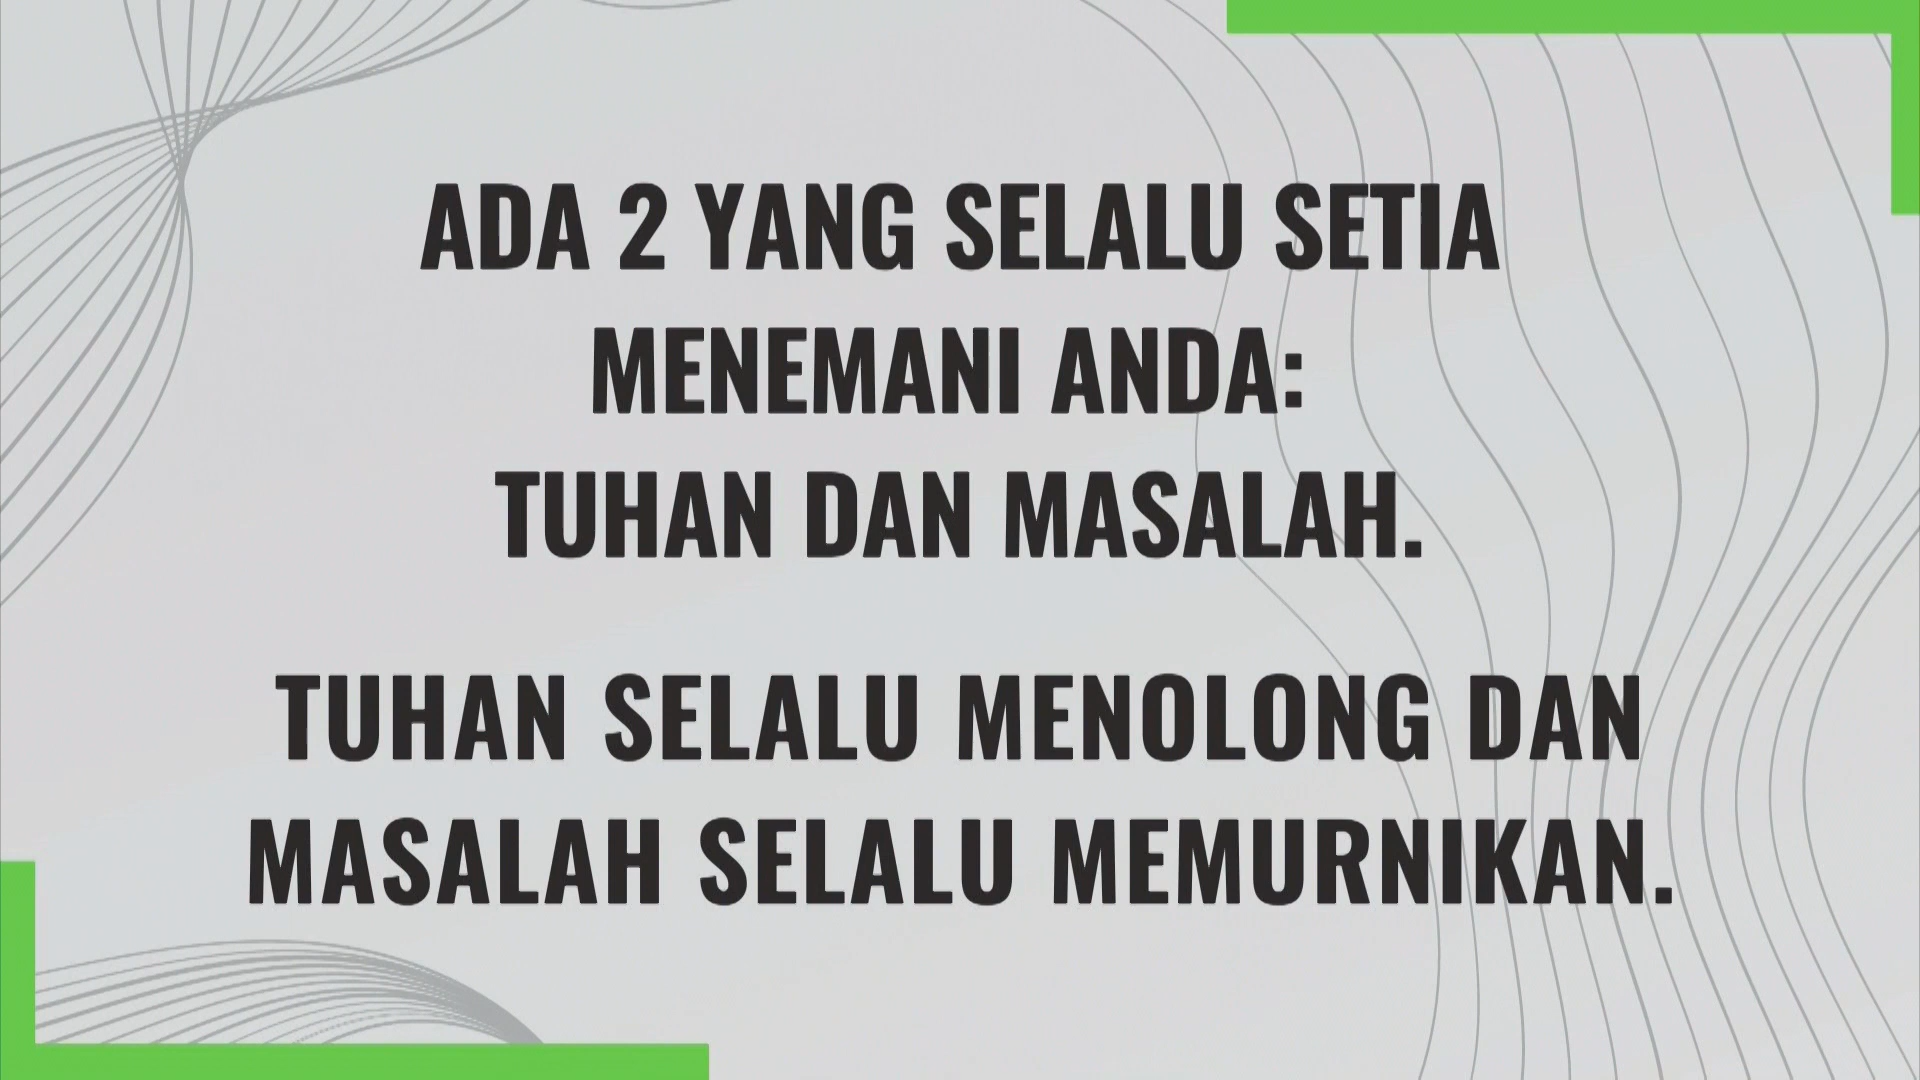 ADA 2 YANG SELALU SETIA
MENEMANI ANDA:
TUHAN DAN MASALAH.
TUHAN SELALU MENOLONG DAN
MASALAH SELALU MEMURNIKAN.